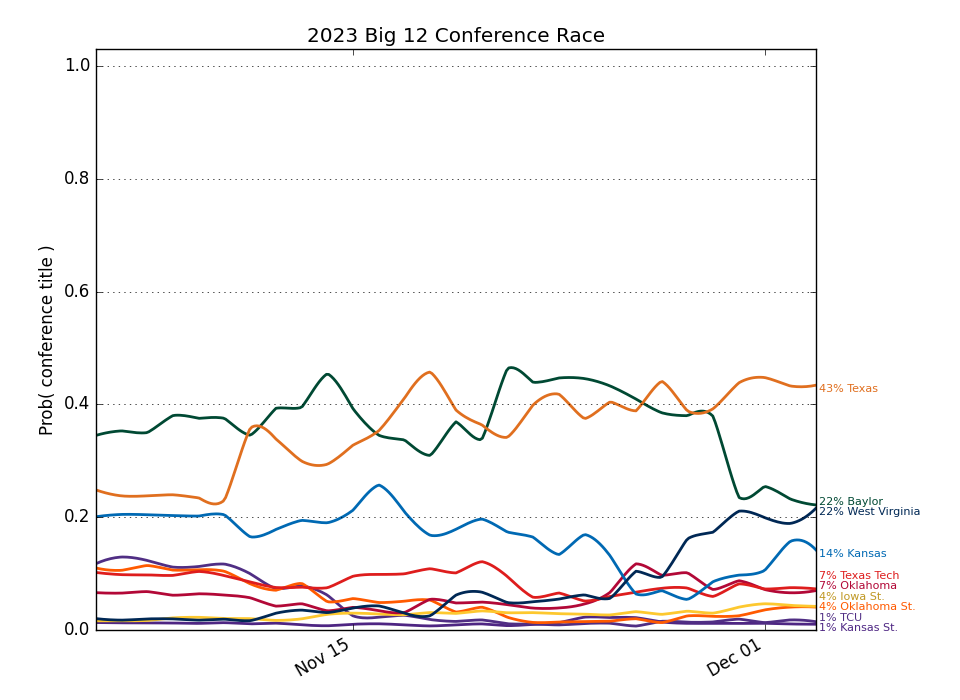 2023 Big 12 Conference Race
Prob( conference title )
1.0
0.8
0.6
0.4
0.2
0.0
Nov 15
Dec 01
43% Texas
22% Baylor
22% West Virginia
14% Kansas
7% Texas Tech
7% Oklahoma
4% Iowa St.
4% Oklahoma St.
1% TCU
1% Kansas St.